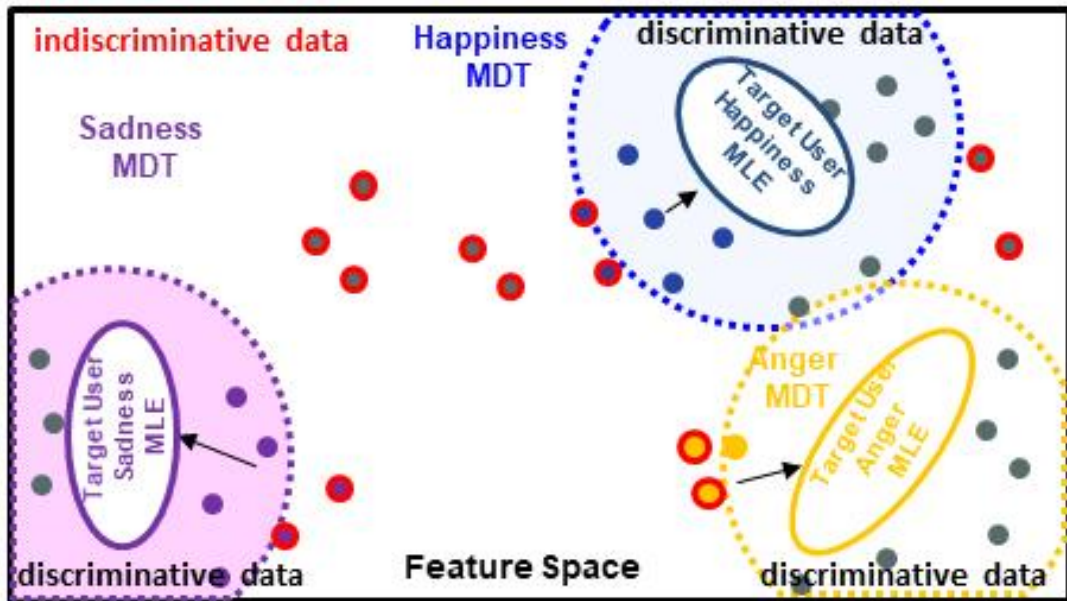 indiscriminative data
Happiness
MDT
discriminative data
Sadness
MDT
Target User
Happiness
MLE
Anger
MDT
Target User
Sadness
MLE
Target User
Anger
MLE
discriminative data
Feature Space
discriminative data